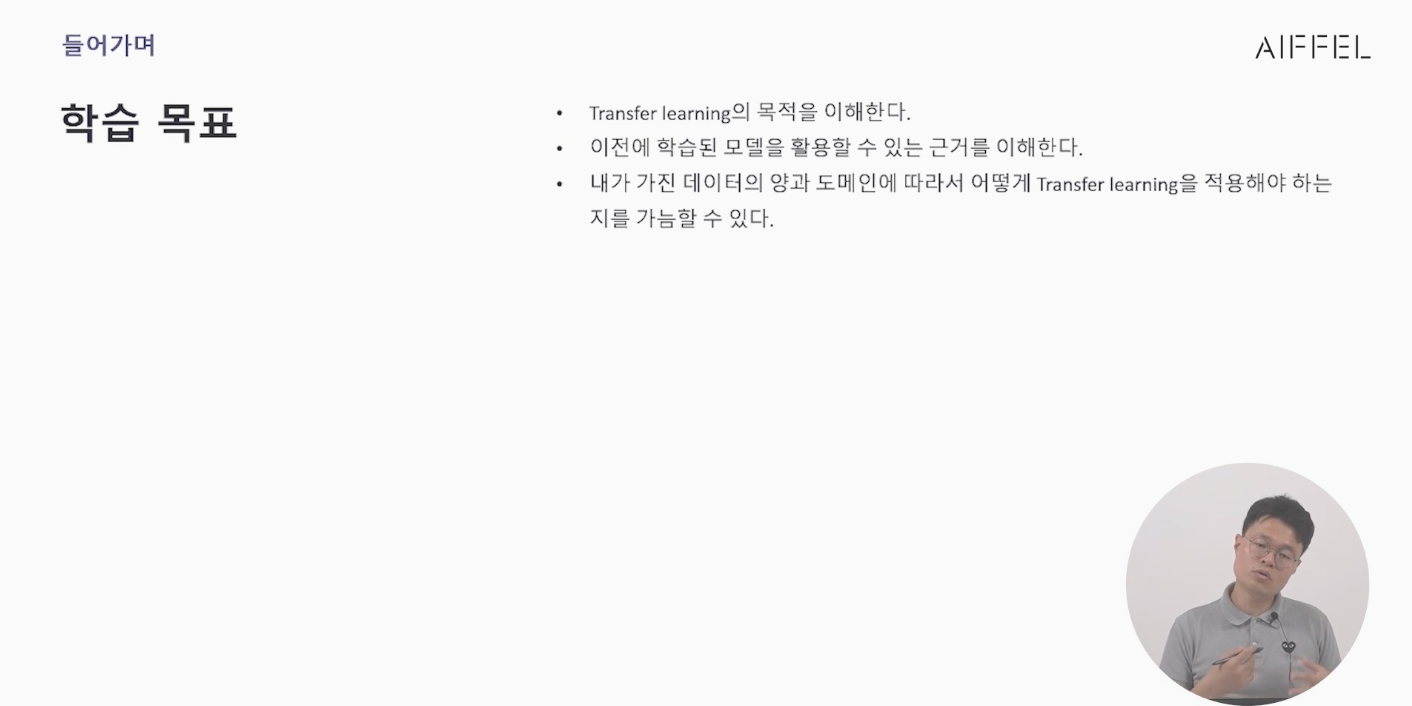 들어가며
AIFFEL
학습 목표
• Transfer learning의 목적을 이해한다.
• 이전에 학습된 모델을 활용할 수 있는 근거를 이해한다.
• 내가 가진 데이터의 양과 도메인에 따라서 어떻게 Transfer learning을 적용해야 하는
지를 가늠할 수 있다.